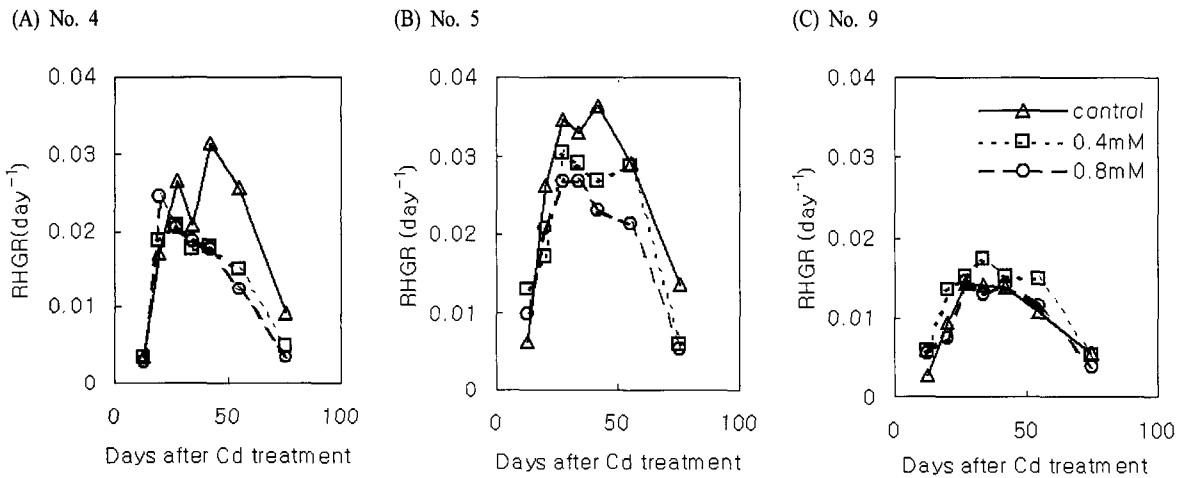 (A) No. 4
(B) No. 5
(C) No. 9
0.04
0.03
0.02
0.01
0
RHGR(day⁻¹)
0 50 100
Days after Cd treatment
0.04
0.03
0.02
0.01
0
RHGR (day⁻¹)
0 50 100
Days after Cd treatment
0.04
0.03
0.02
0.01
0
RHGR (day⁻¹)
control
0.4mM
0.8mM
0 50 100
Days after Cd treatment